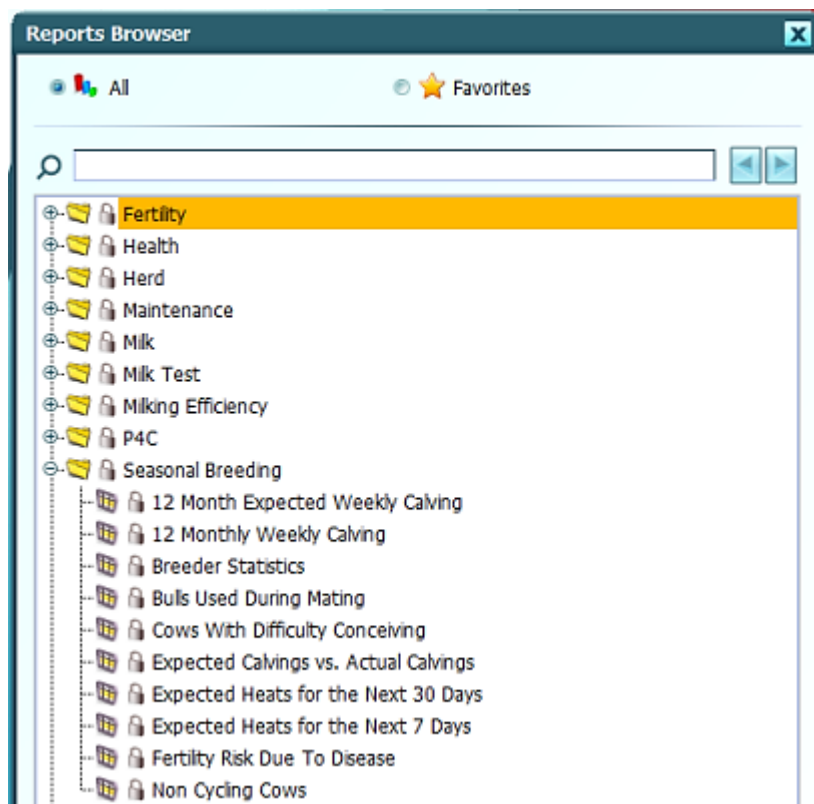 Reports Browser
All Favorites
Fertility
Health
Herd
Maintenance
Milk
Milk Test
Milking Efficiency
P4C
Seasonal Breeding
12 Month Expected Weekly Calving
12 Monthly Weekly Calving
Breeder Statistics
Bulls Used During Mating
Cows With Difficulty Conceiving
Expected Calvings vs. Actual Calvings
Expected Heats for the Next 30 Days
Expected Heats for the Next 7 Days
Fertility Risk Due To Disease
Non Cycling Cows